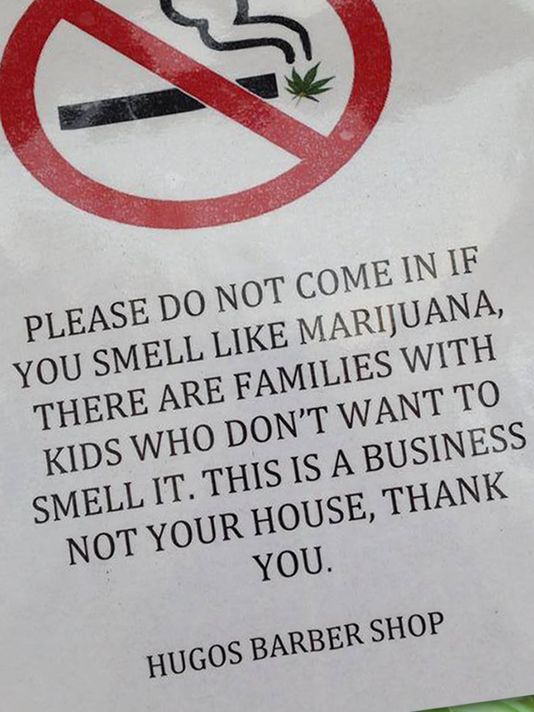 PLEASE DO NOT COME IN IF
YOU SMELL LIKE MARIJUANA,
THERE ARE FAMILIES WITH
KIDS WHO DON'T WANT TO
SMELL IT. THIS IS A BUSINESS
NOT YOUR HOUSE, THANK
YOU.
HUGOS BARBER SHOP